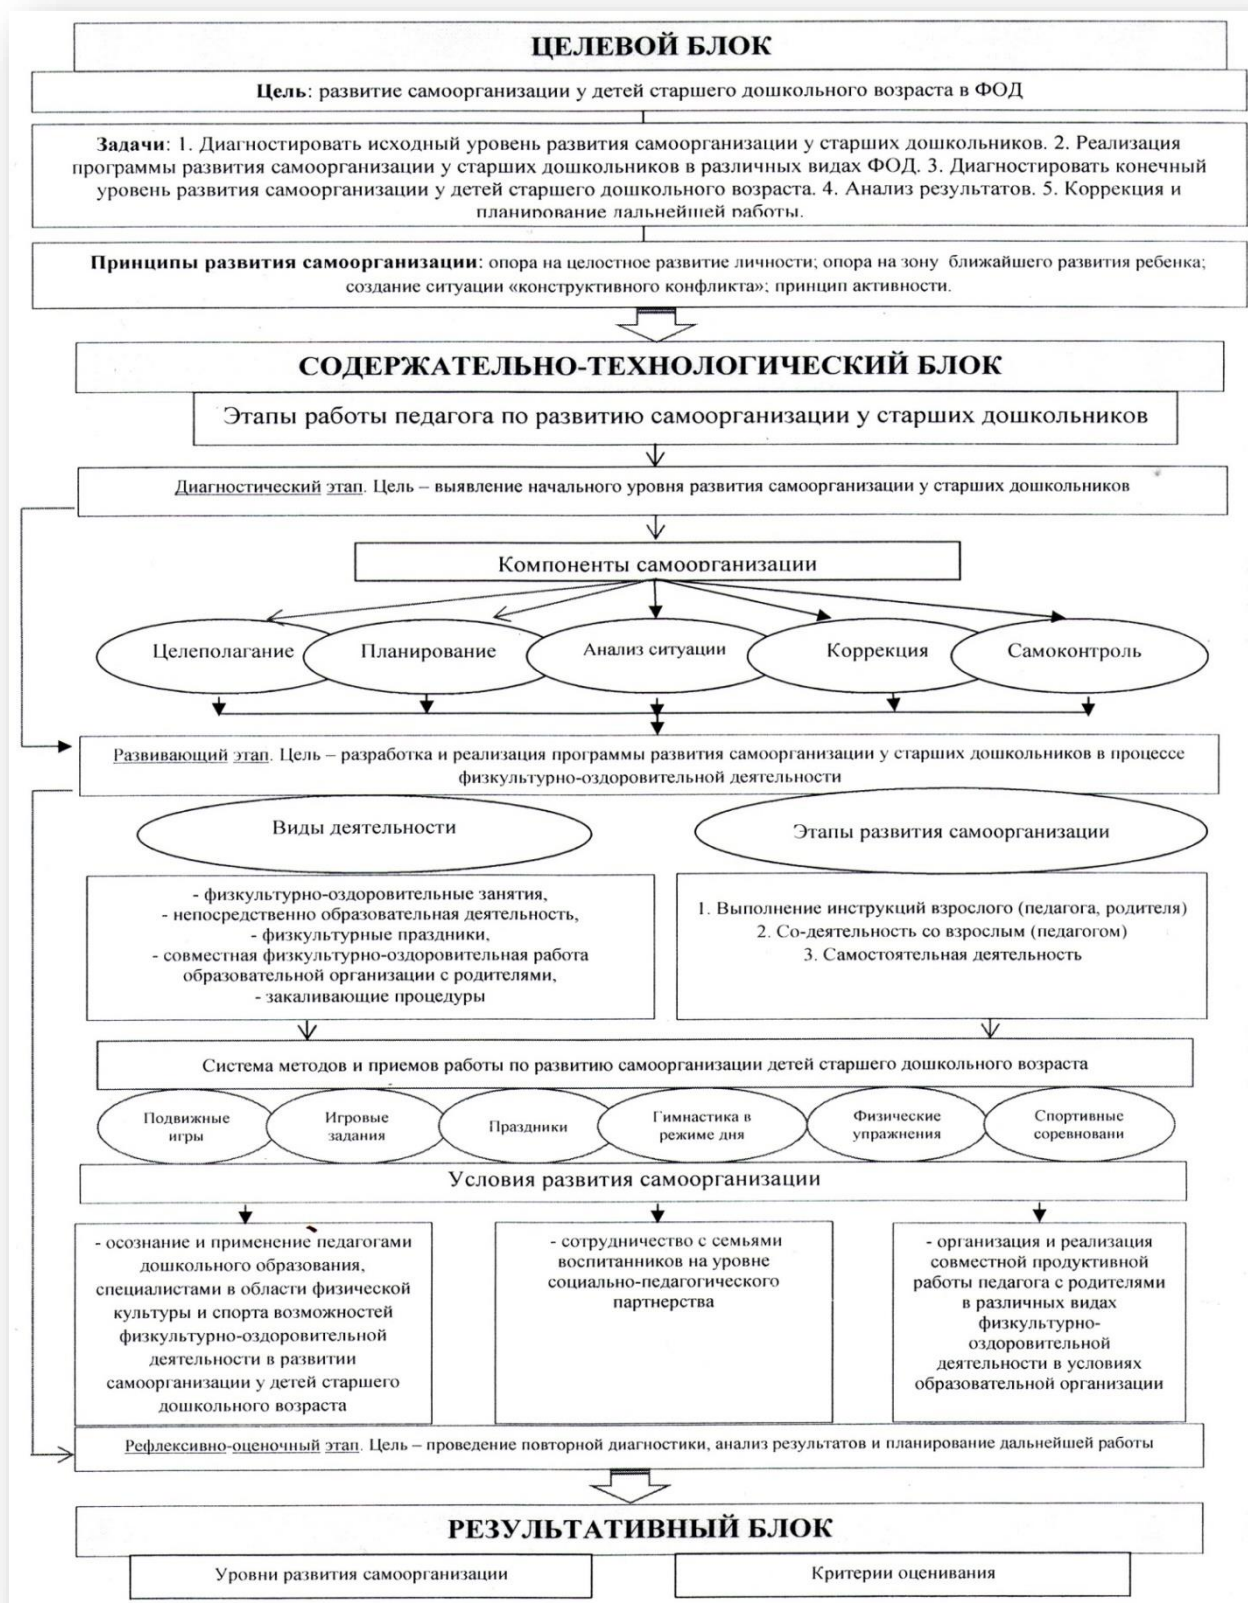 ЦЕЛЕВОЙ БЛОК
Цель: развитие самоорганизации у детей старшего дошкольного возраста в ФОД
Задачи: 1. Диагностировать исходный уровень развития самоорганизации у старших дошкольников. 2. Реализация
программы развития самоорганизации у старших дошкольников в различных видах ФОД. 3. Диагностировать конечный
уровень развития самоорганизации у детей старшего дошкольного возраста. 4. Анализ результатов. 5. Коррекция и
планирование дальнейшей работы.
Принципы развития самоорганизации: опора на целостное развитие личности; опора на зону ближайшего развития ребенка;
создание ситуации «конструктивного конфликта»; принцип активности.
СОДЕРЖАТЕЛЬНО-ТЕХНОЛОГИЧЕСКИЙ БЛОК
Этапы работы педагога по развитию самоорганизации у старших дошкольников
Диагностический этап. Цель – выявление начального уровня развития самоорганизации у старших дошкольников
Компоненты самоорганизации
Целеполагание
Планирование
Анализ ситуации
Коррекция
Самоконтроль
Развивающий этап. Цель – разработка и реализация программы развития самоорганизации у старших дошкольников в процессе
физкультурно-оздоровительной деятельности
Виды деятельности
- физкультурно-оздоровительные занятия,
- непосредственно образовательная деятельность,
- физкультурные праздники,
- совместная физкультурно-оздоровительная работа
образовательной организации с родителями,
- закаливающие процедуры
Этапы развития самоорганизации
1. Выполнение инструкций взрослого (педагога, родителя)
2. Со-деятельность со взрослым (педагогом)
3. Самостоятельная деятельность
Система методов и приемов работы по развитию самоорганизации детей старшего дошкольного возраста
Подвижные
игры
Игровые
задания
Праздники
Гимнастика в
режиме дня
Физические
упражнения
Спортивные
соревновани
Условия развития самоорганизации
- осознание и применение педагогами
дошкольного образования,
специалистами в области физической
культуры и спорта возможностей
физкультурно-оздоровительной
деятельности в развитии
самоорганизации у детей старшего
дошкольного возраста
- сотрудничество с семьями
воспитанников на уровне
социально-педагогического
партнерства
- организация и реализация
совместной продуктивной
работы педагога с родителями
в различных видах
физкультурно-
оздоровительной
деятельности в условиях
образовательной организации
Рефлексивно-оценочный этап. Цель – проведение повторной диагностики, анализ результатов и планирование дальнейшей работы
РЕЗУЛЬТАТИВНЫЙ БЛОК
Уровни развития самоорганизации
Критерии оценивания